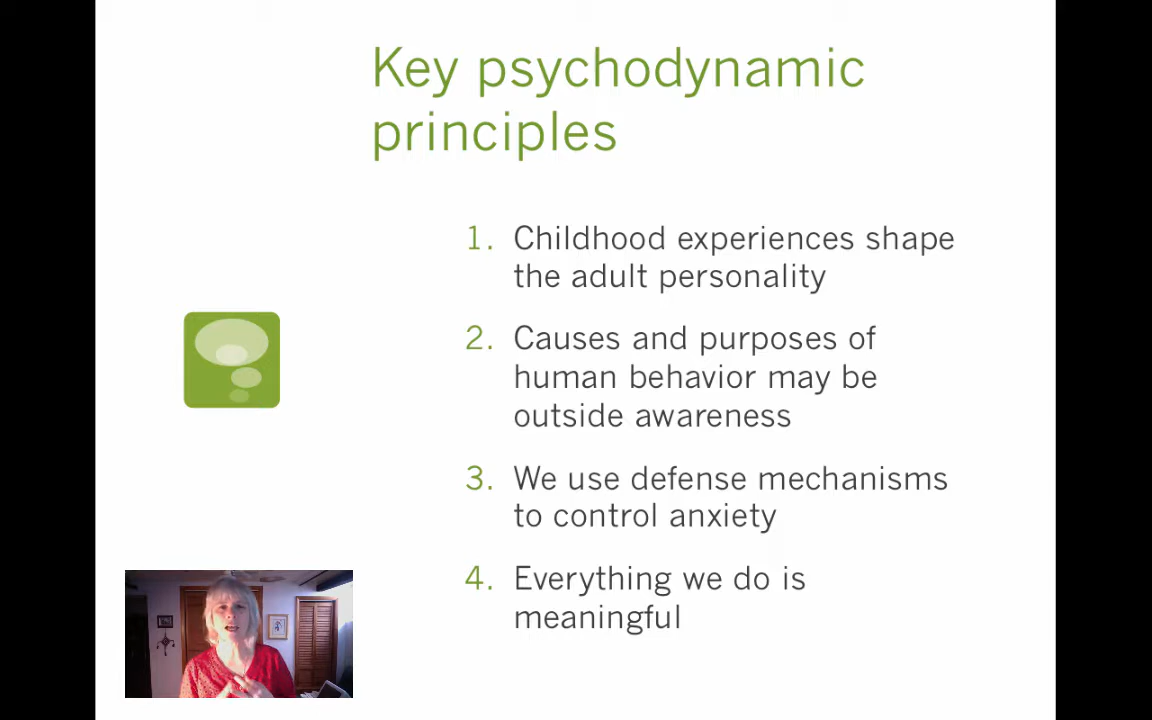 Key psychodynamic
principles
1. Childhood experiences shape
the adult personality
2. Causes and purposes of
human behavior may be
outside awareness
3. We use defense mechanisms
to control anxiety
4. Everything we do is
meaningful